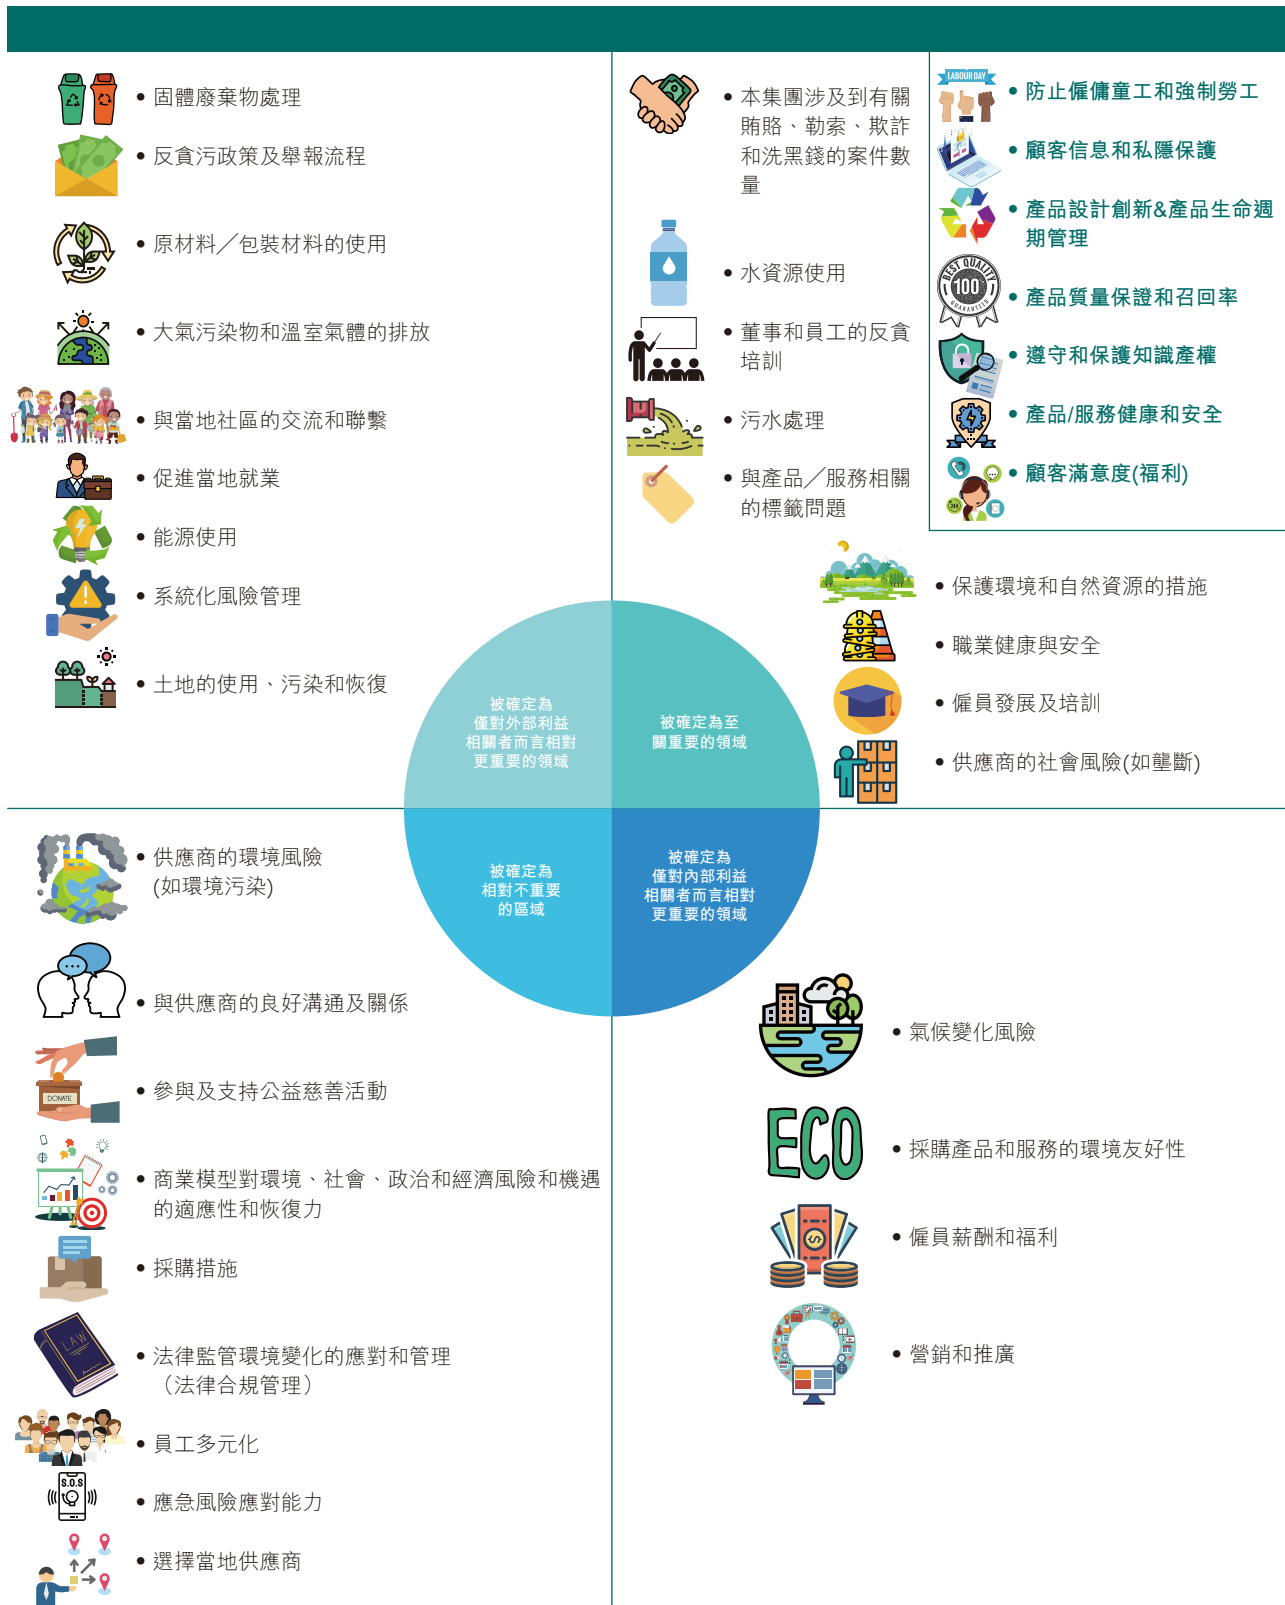 固體廢棄物處理
反貪污政策及舉報流程
原材料╱包裝材料的使用
大氣污染物和溫室氣體的排放
與當地社區的交流和聯繫
促進當地就業
能源使用
系統化風險管理
土地的使用、污染和恢復
本集團涉及到有關
賄賂、勒索、欺詐
和洗黑錢的案件數
量
水資源使用
董事和員工的反貪
培訓
污水處理
與產品╱服務相關
的標籤問題
LABOUR DAY
防止僱傭童工和強制勞工
顧客信息和私隱保護
產品設計創新&產品生命週
期管理
BEST QUALITY
100
GUARANTEED
產品質量保證和召回率
遵守和保護知識產權
產品/服務健康和安全
顧客滿意度(福利)
保護環境和自然資源的措施
職業健康與安全
僱員發展及培訓
供應商的社會風險(如壟斷)
被確定為
僅對外部利益
相關者而言相對
更重要的領域
被確定為至
關重要的領域
被確定為
相對不重要
的區域
被確定為
僅對內部利益
相關者而言相對
更重要的領域
供應商的環境風險
(如環境污染)
與供應商的良好溝通及關係
DONATE
參與及支持公益慈善活動
商業模型對環境、社會、政治和經濟風險和機遇
的適應性和恢復力
採購措施
LAW
法律監管環境變化的應對和管理
（法律合規管理）
員工多元化
S.O.S
應急風險應對能力
選擇當地供應商
氣候變化風險
ECO
採購產品和服務的環境友好性
僱員薪酬和福利
營銷和推廣